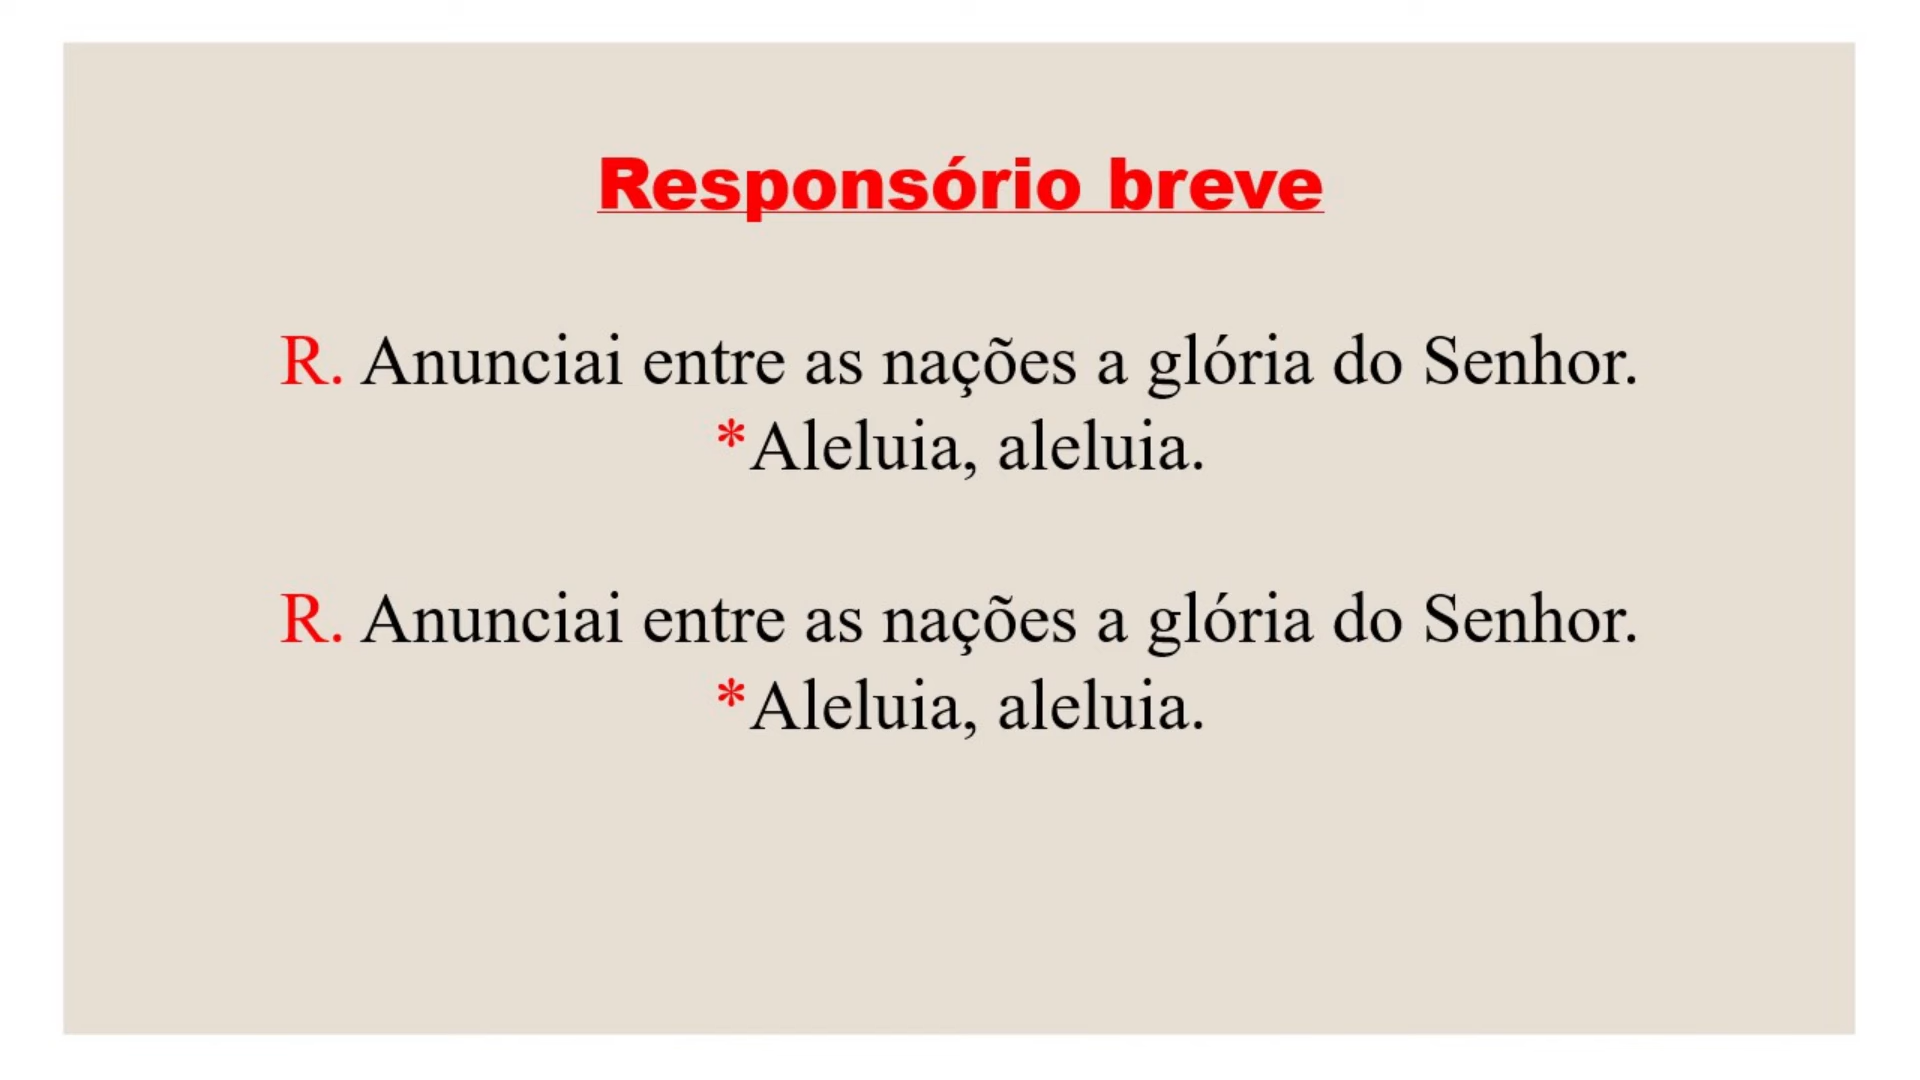 Responsório breve
R. Anunciai entre as nações a glória do Senhor.
*Aleluia, aleluia.
R. Anunciai entre as nações a glória do Senhor.
*Aleluia, aleluia.